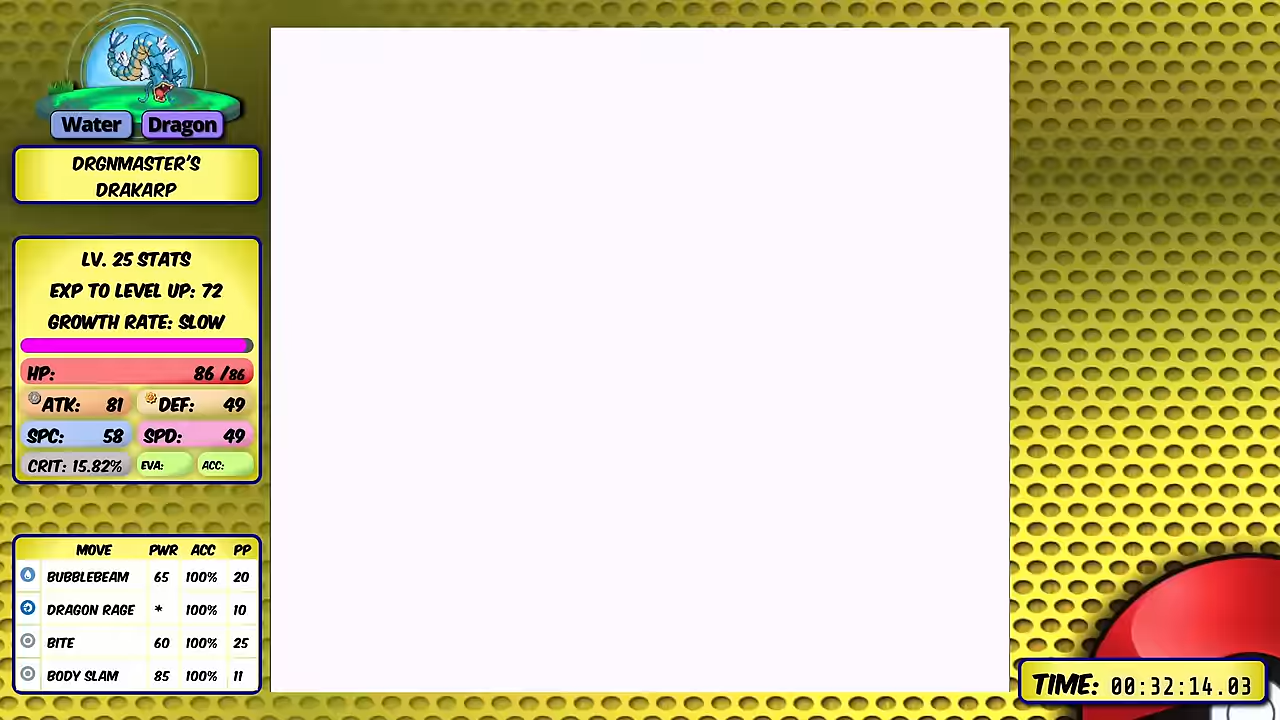 Water Dragon
DRGNMASTER'S
DRAKARP
LV. 25 STATS
EXP TO LEVEL UP: 72
GROWTH RATE: SLOW
HP: 86 /86
ATK: 81 DEF: 49
SPC: 58 SPD: 49
CRIT: 15.82% EVA: ACC:
MOVE PWR ACC PP
BUBBLEBEAM 65 100% 20
DRAGON RAGE * 100% 10
BITE 60 100% 25
BODY SLAM 85 100% 11
TIME: 00:32:14.03